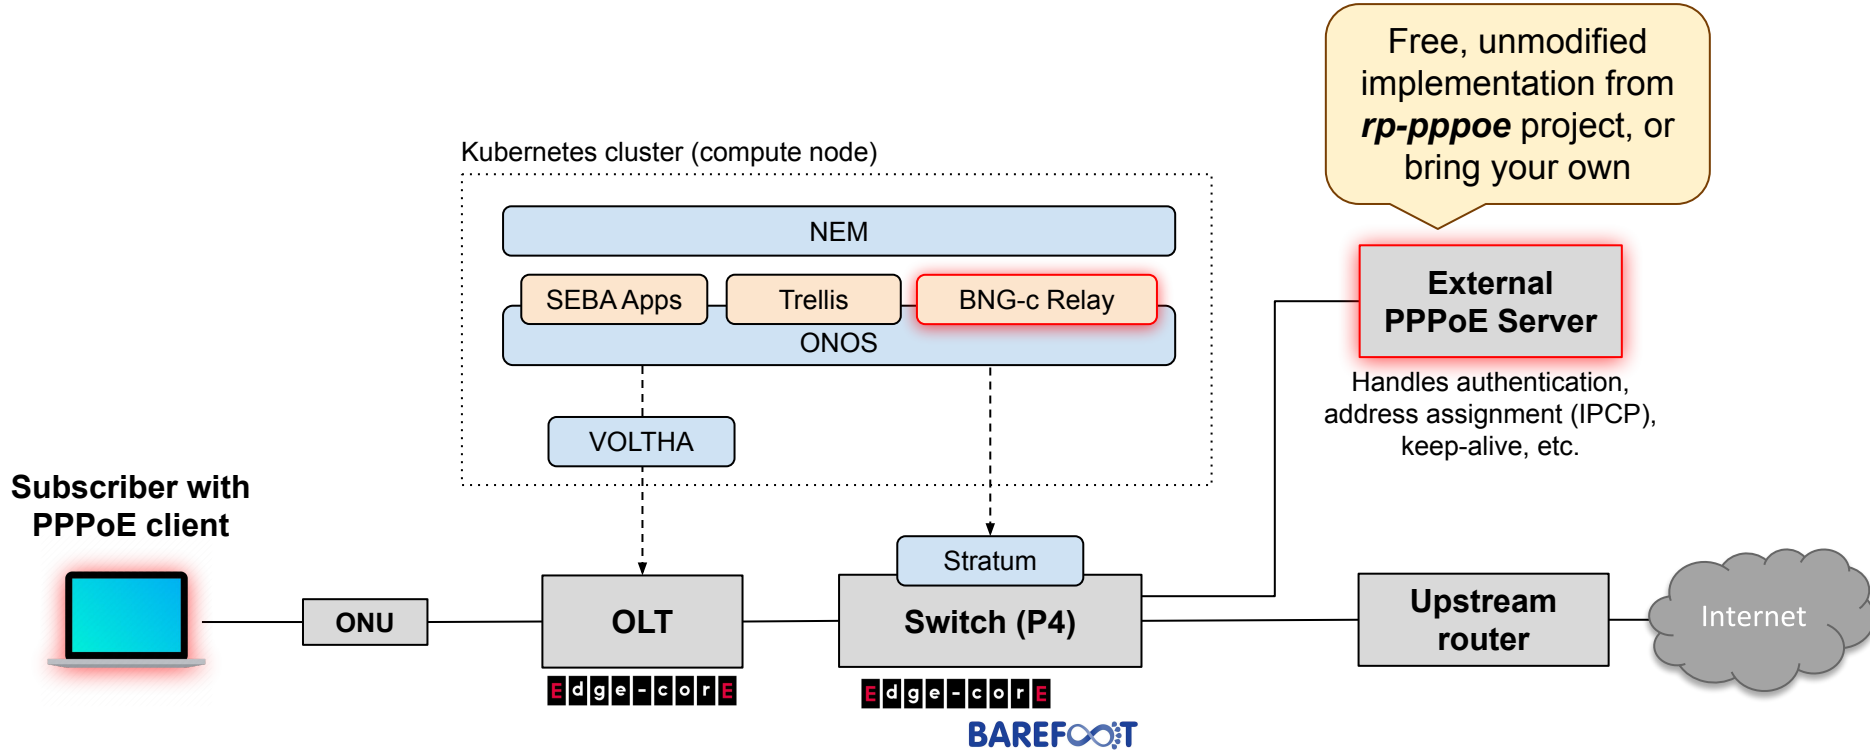 Free, unmodified
implementation from
rp-pppoe project, or
bring your own
Kubernetes cluster (compute node)
NEM
SEBA Apps
Trellis
BNG-c Relay
ONOS
External
PPPoE Server
Handles authentication,
address assignment (IPCP),
keep-alive, etc.
VOLTHA
Subscriber with
PPPoE client
Stratum
ONU
OLT
Switch (P4)
Upstream
router
Internet
Edge-corE
Edge-corE
BAREFOOT